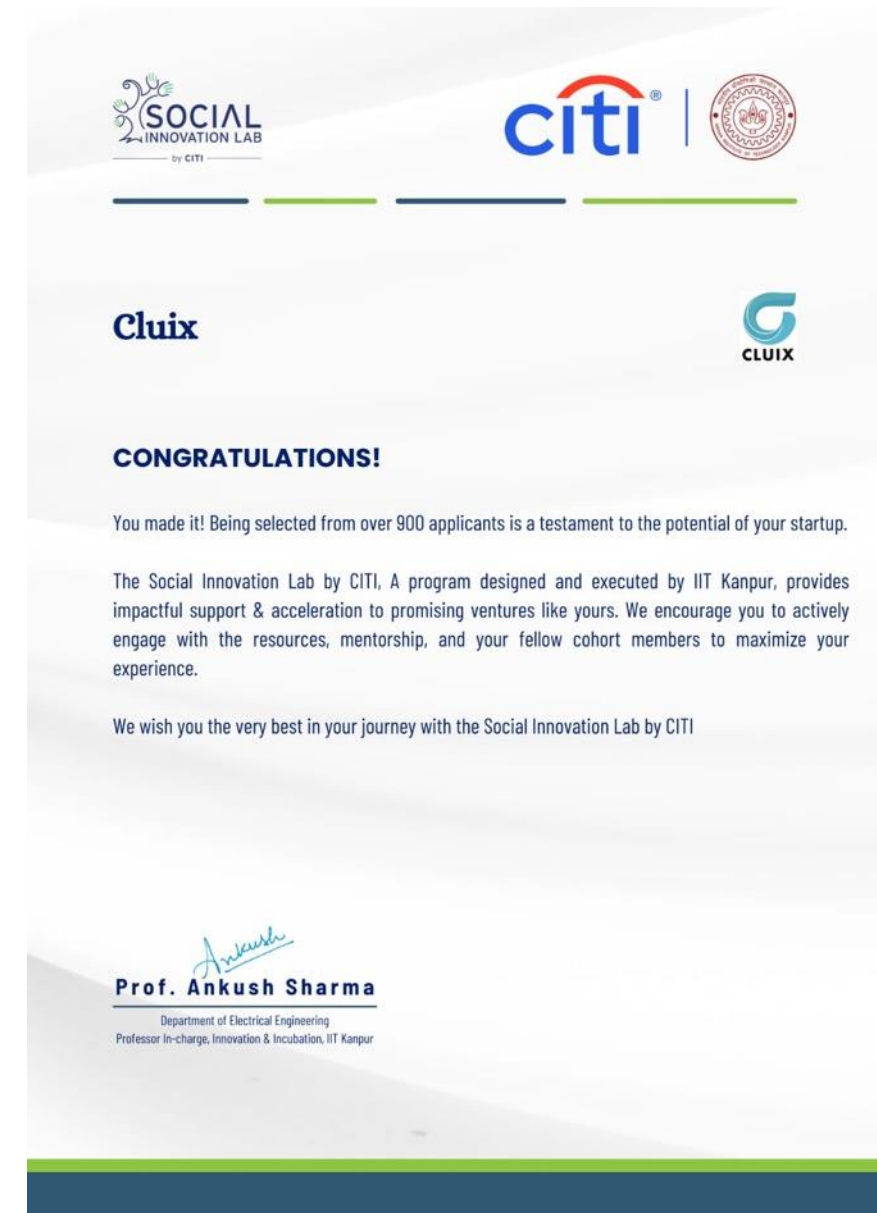 SOCIAL
INNOVATION LAB
by CITI
citi®
Cluix
CLUIX
CONGRATULATIONS!
You made it! Being selected from over 900 applicants is a testament to the potential of your startup.
The Social Innovation Lab by CITI, A program designed and executed by IIT Kanpur, provides
impactful support & acceleration to promising ventures like yours. We encourage you to actively
engage with the resources, mentorship, and your fellow cohort members to maximize your
experience.
We wish you the very best in your journey with the Social Innovation Lab by CITI
Ankush
Prof. Ankush Sharma
Department of Electrical Engineering
Professor In-charge, Innovation & Incubation, IIT Kanpur